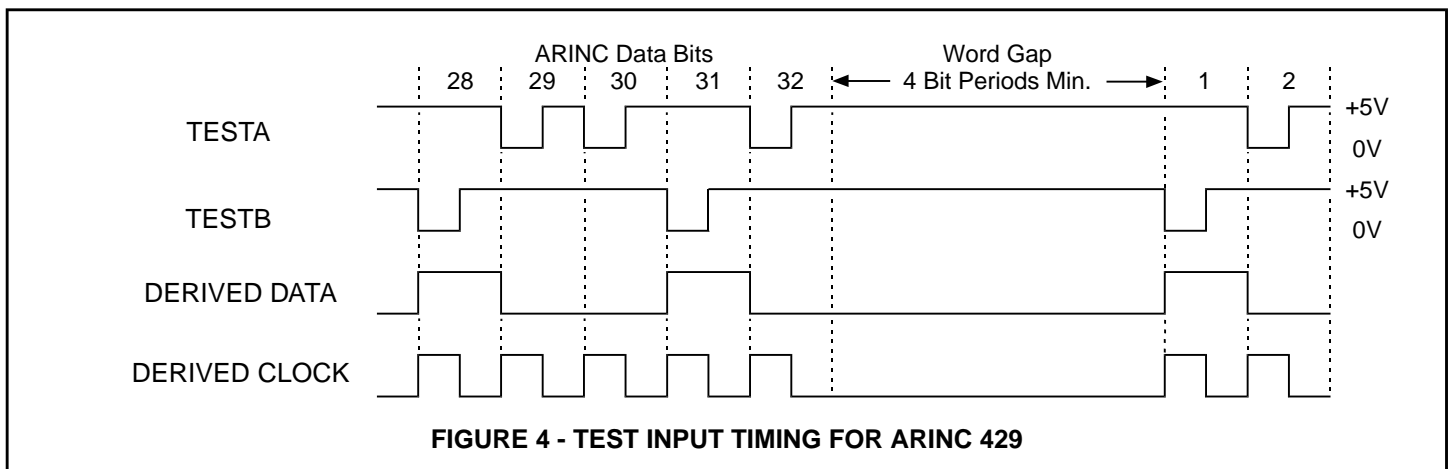 ARINC Data Bits
Word Gap
28 29 30 31 32 4 Bit Periods Min. 1 2
TESTA
+5V
0V
TESTB
+5V
0V
DERIVED DATA
DERIVED CLOCK
FIGURE 4 - TEST INPUT TIMING FOR ARINC 429